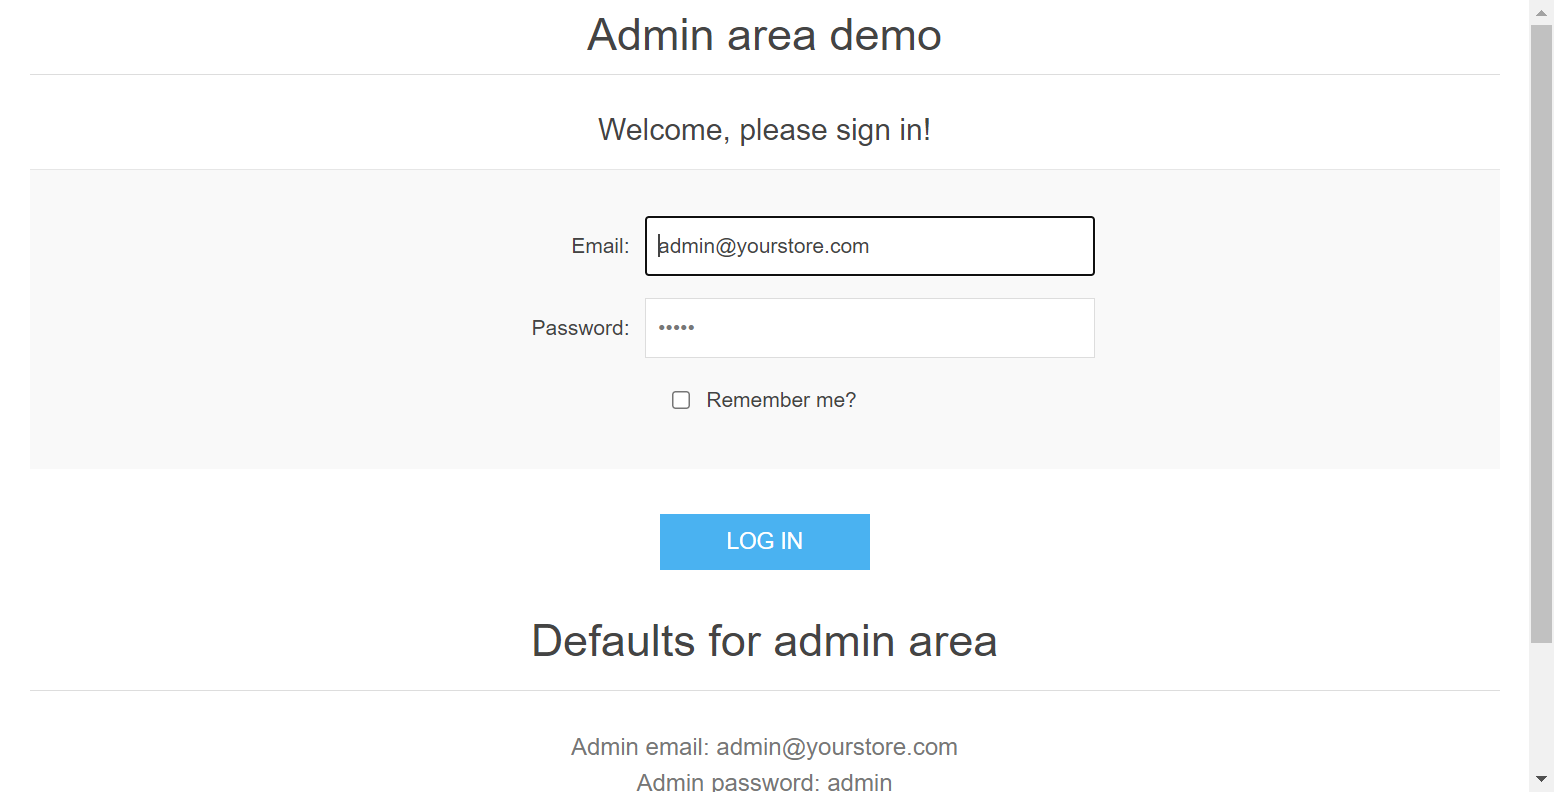 Admin area demo
Welcome, please sign in!
Email: admin@yourstore.com
Password: •••••
Remember me?
LOG IN
Defaults for admin area
Admin email: admin@yourstore.com
Admin password: admin